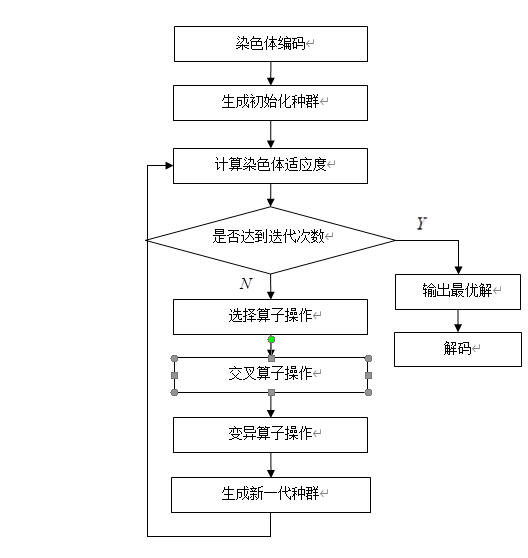 染色体编码
生成初始化种群
计算染色体适应度
是否达到迭代次数
Y
N
输出最优解
选择算子操作
解码
交叉算子操作
变异算子操作
生成新一代种群